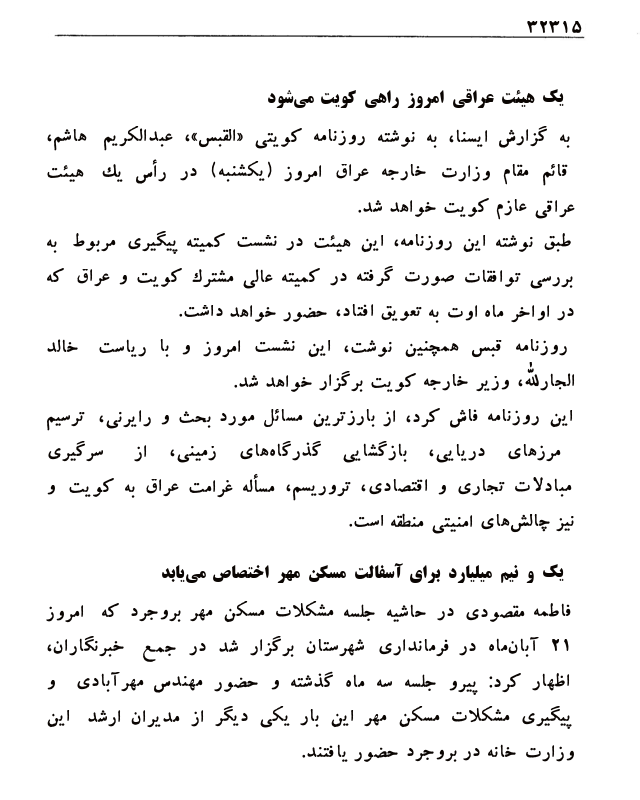 ۳۲۳۱۵
یک هیئت عراقی امروز راهی کویت می‌شود
به گزارش ایسنا، به نوشته روزنامه کویتی «القبس»، عبدالکریم هاشم،
قائم مقام وزارت خارجه عراق امروز (یکشنبه) در رأس یك هیئت
عراقی عازم کویت خواهد شد.
طبق نوشته این روزنامه، این هیئت در نشست کمیته پیگیری مربوط به
بررسی توافقات صورت گرفته در کمیته عالی مشترك کویت و عراق که
در اواخر ماه اوت به تعویق افتاد، حضور خواهد داشت.
روزنامه قبس همچنین نوشت، این نشست امروز و با ریاست خالد
الجارلله، وزیر خارجه کویت برگزار خواهد شد.
این روزنامه فاش کرد، از بارزترین مسائل مورد بحث و رایرنی، ترسیم
مرزهای دریایی، بازگشایی گذرگاه‌های زمینی، از سرگیری
مبادلات تجاری و اقتصادی، تروریسم، مسأله غرامت عراق به کویت و
نیز چالش‌های امنیتی منطقه است.
یک و نیم میلیارد برای آسفالت مسکن مهر اختصاص می‌یابد
فاطمه مقصودی در حاشیه جلسه مشکلات مسکن مهر بروجرد که امروز
۲۱ آبان‌ماه در فرمانداری شهرستان برگزار شد در جمع خبرنگاران،
اظهار کرد: پیرو جلسه سه ماه گذشته و حضور مهندس مهرآبادی و
پیگیری مشکلات مسکن مهر این بار یکی دیگر از مدیران ارشد این
وزارت خانه در بروجرد حضور یافتند.